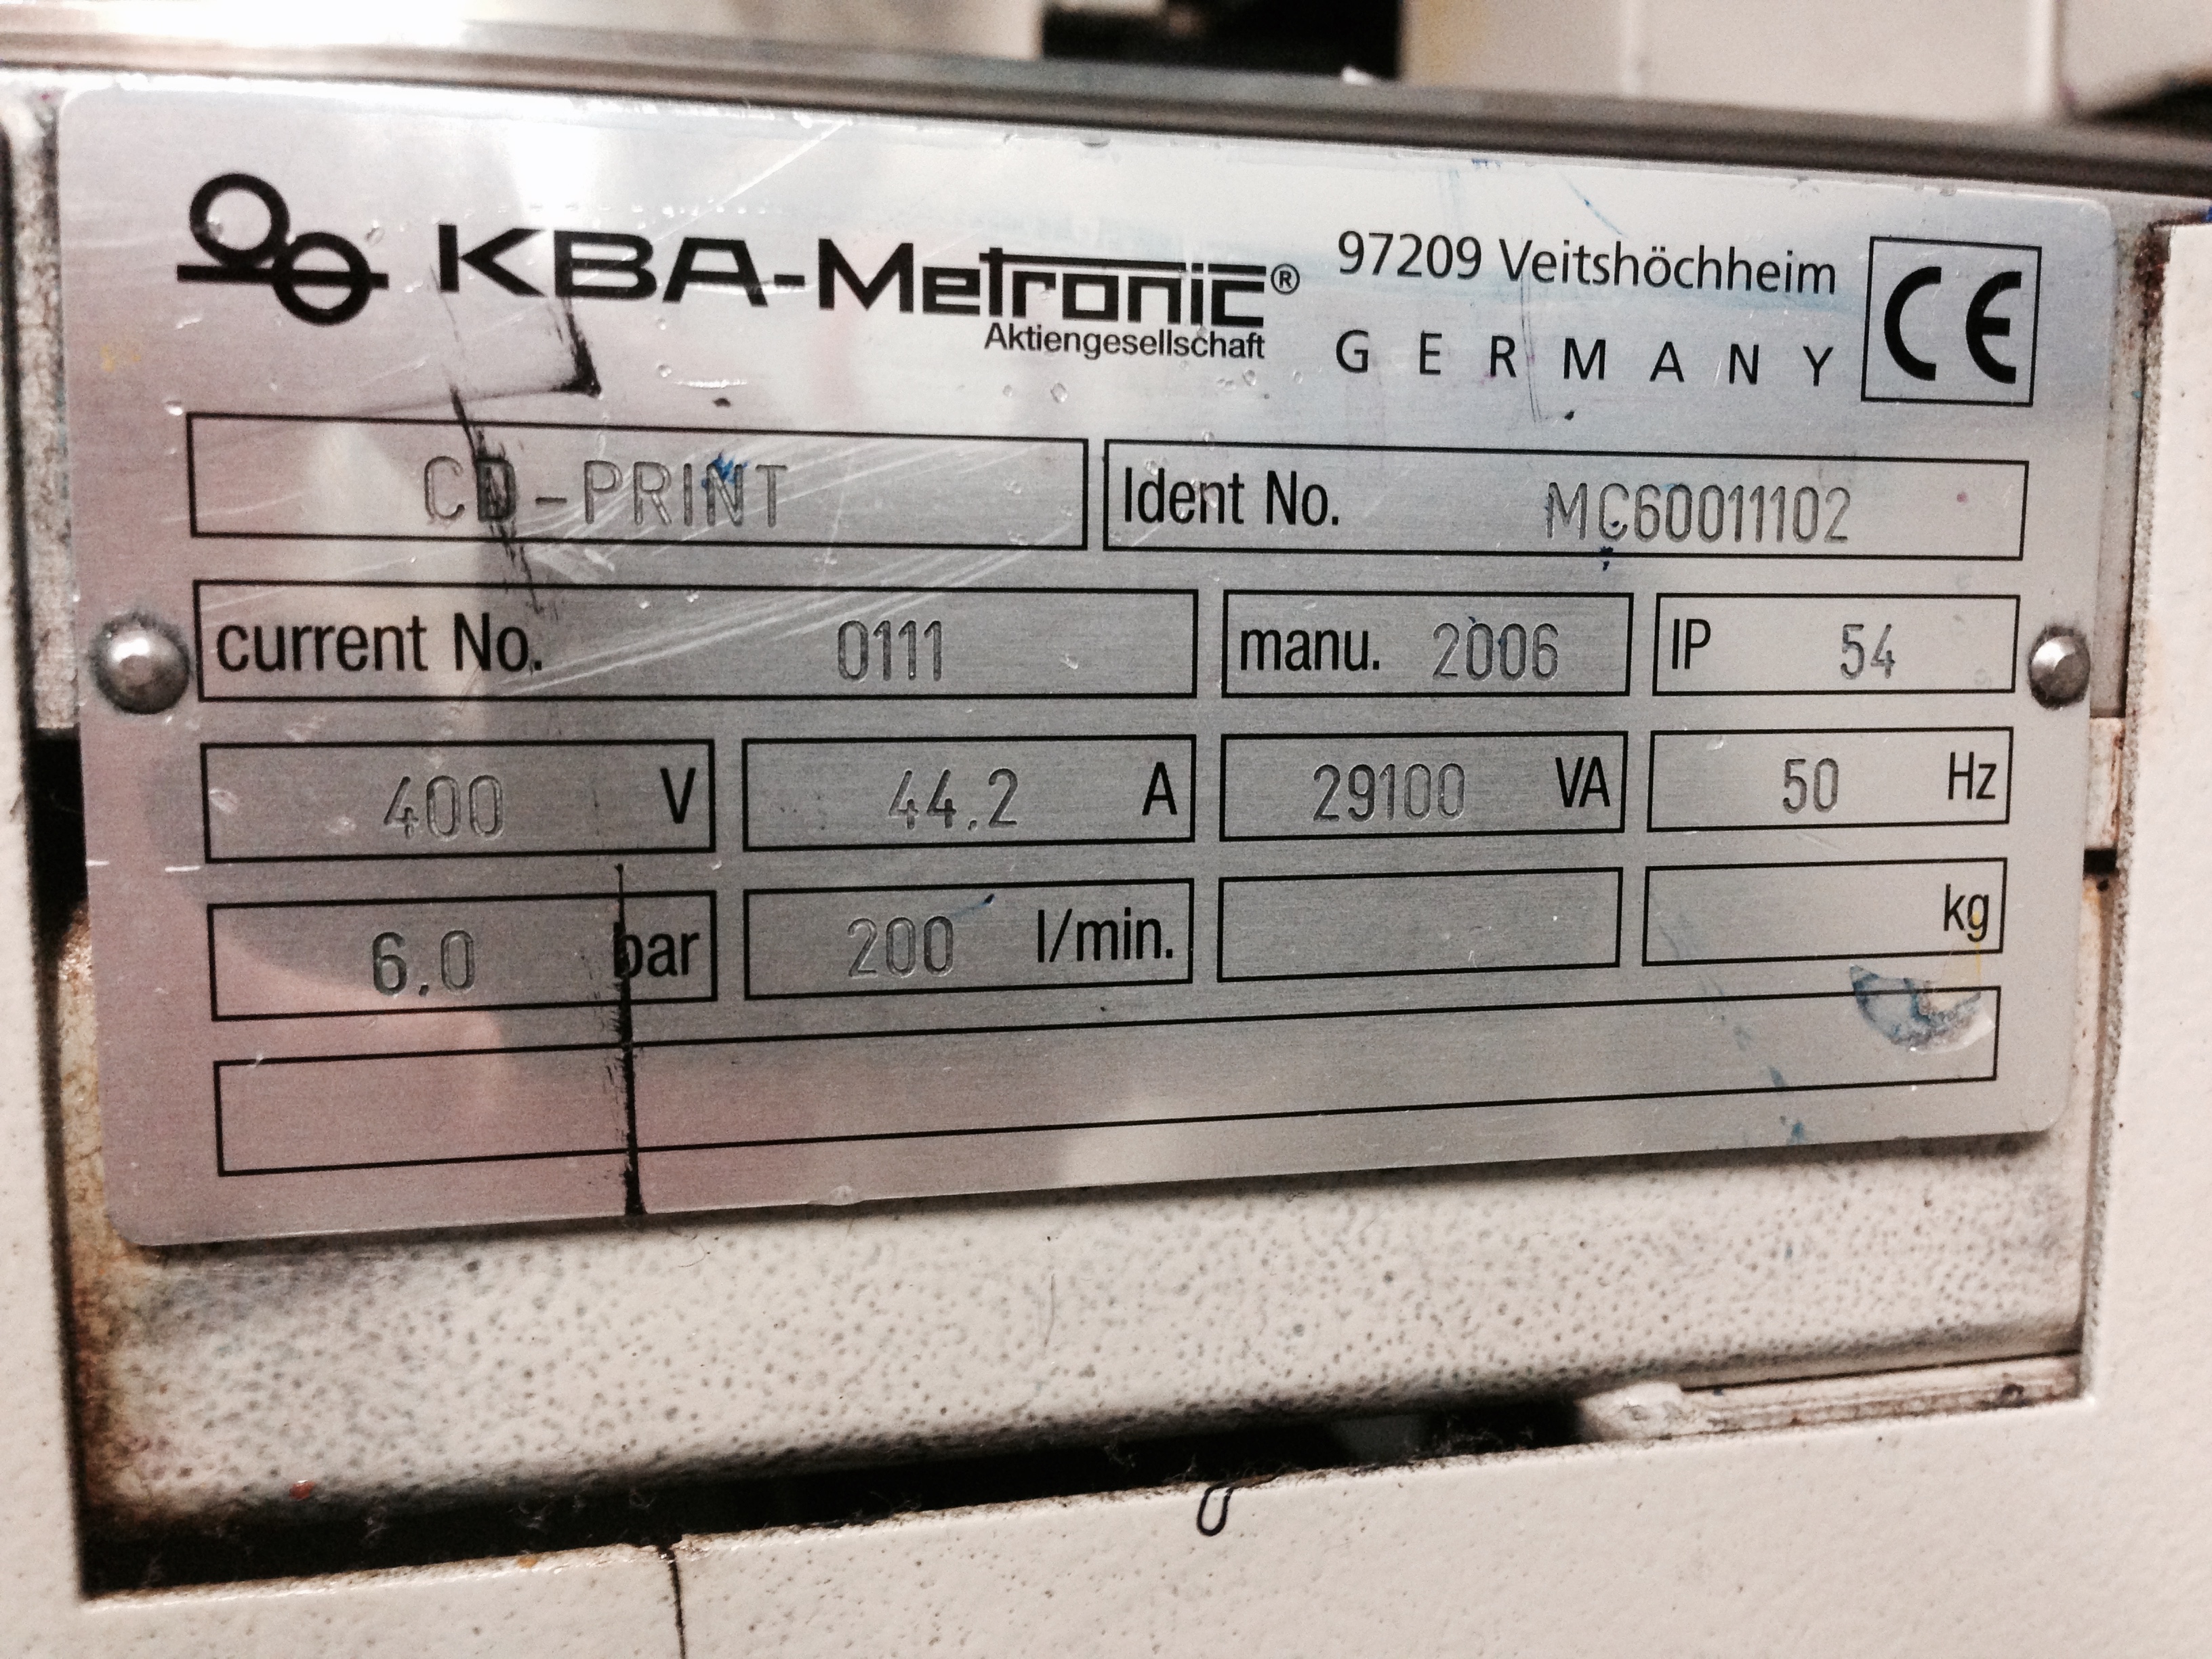 KBA-Metronic® 97209 Veitshöchheim CE
Aktiengesellschaft GERMANY
CD-PRINT Ident No. MC60011102
current No. 0111 manu. 2006 IP 54
400 V 44.2 A 29100 VA 50 Hz
6.0 bar 200 l/min. kg